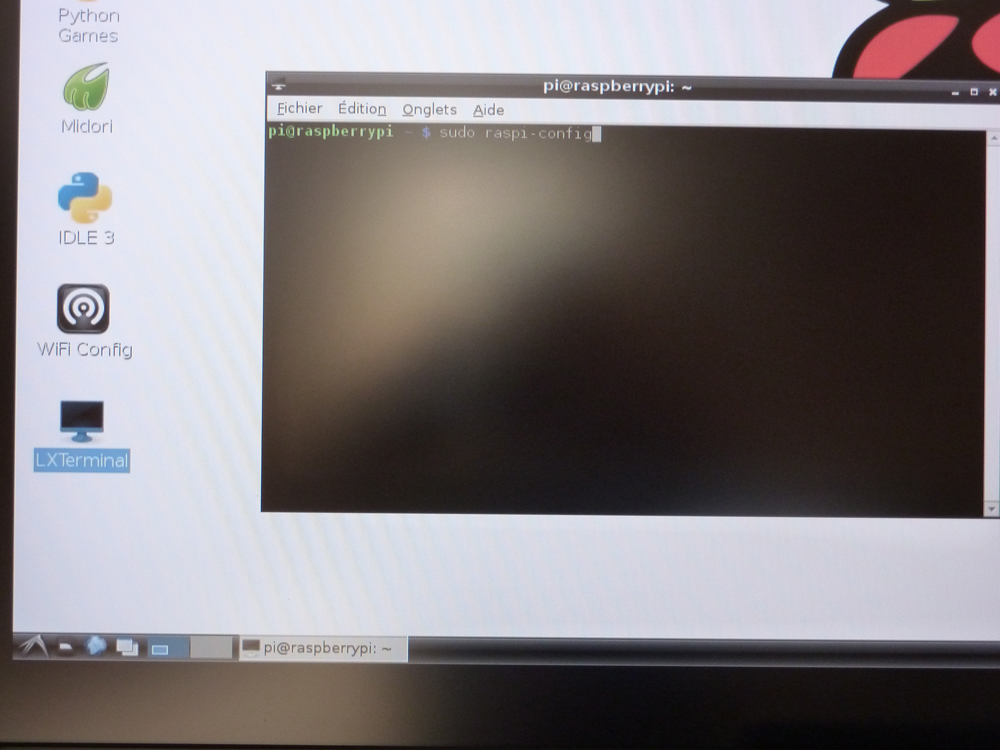 Python
Games
Midori
IDLE 3
WiFi Config
LXTerminal
pi@raspberrypi: ~
Fichier Édition Onglets Aide
pi@raspberrypi ~ $ sudo raspi-config
pi@raspberrypi: ~